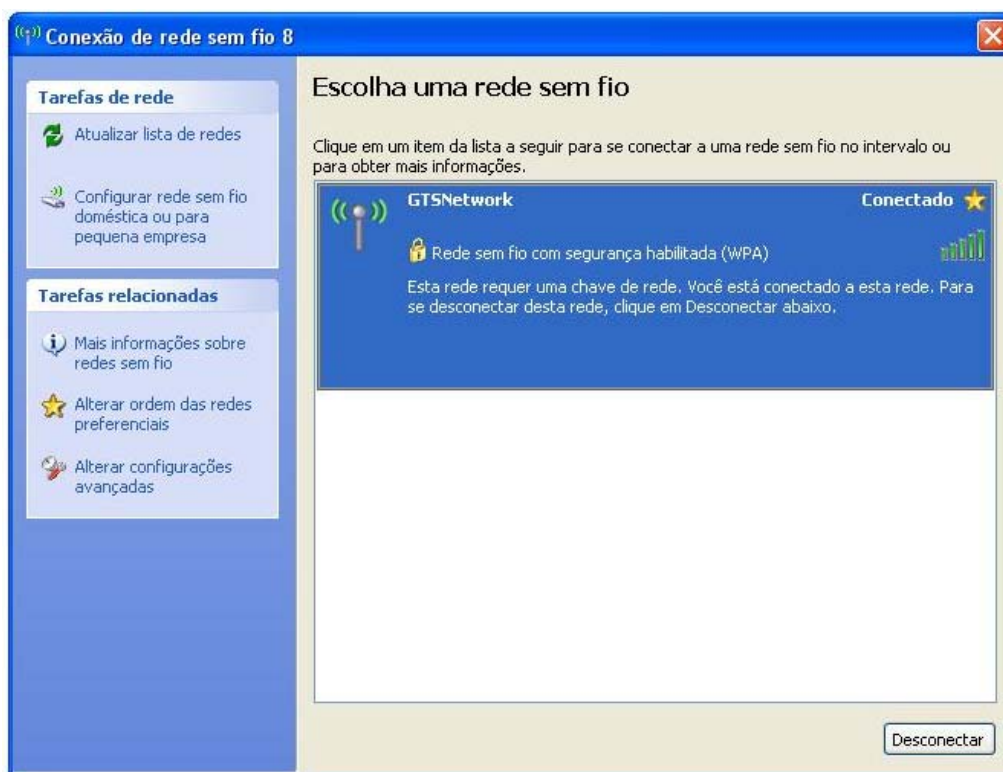 Conexão de rede sem fio 8
Tarefas de rede
Atualizar lista de redes
Configurar rede sem fio
doméstica ou para
pequena empresa
Tarefas relacionadas
Mais informações sobre
redes sem fio
Alterar ordem das redes
preferenciais
Alterar configurações
avançadas
Escolha uma rede sem fio
Clique em um item da lista a seguir para se conectar a uma rede sem fio no intervalo ou
para obter mais informações.
GTSNetwork
Conectado
Rede sem fio com segurança habilitada (WPA)
Esta rede requer uma chave de rede. Você está conectado a esta rede. Para
se desconectar desta rede, clique em Desconectar abaixo.
Desconectar